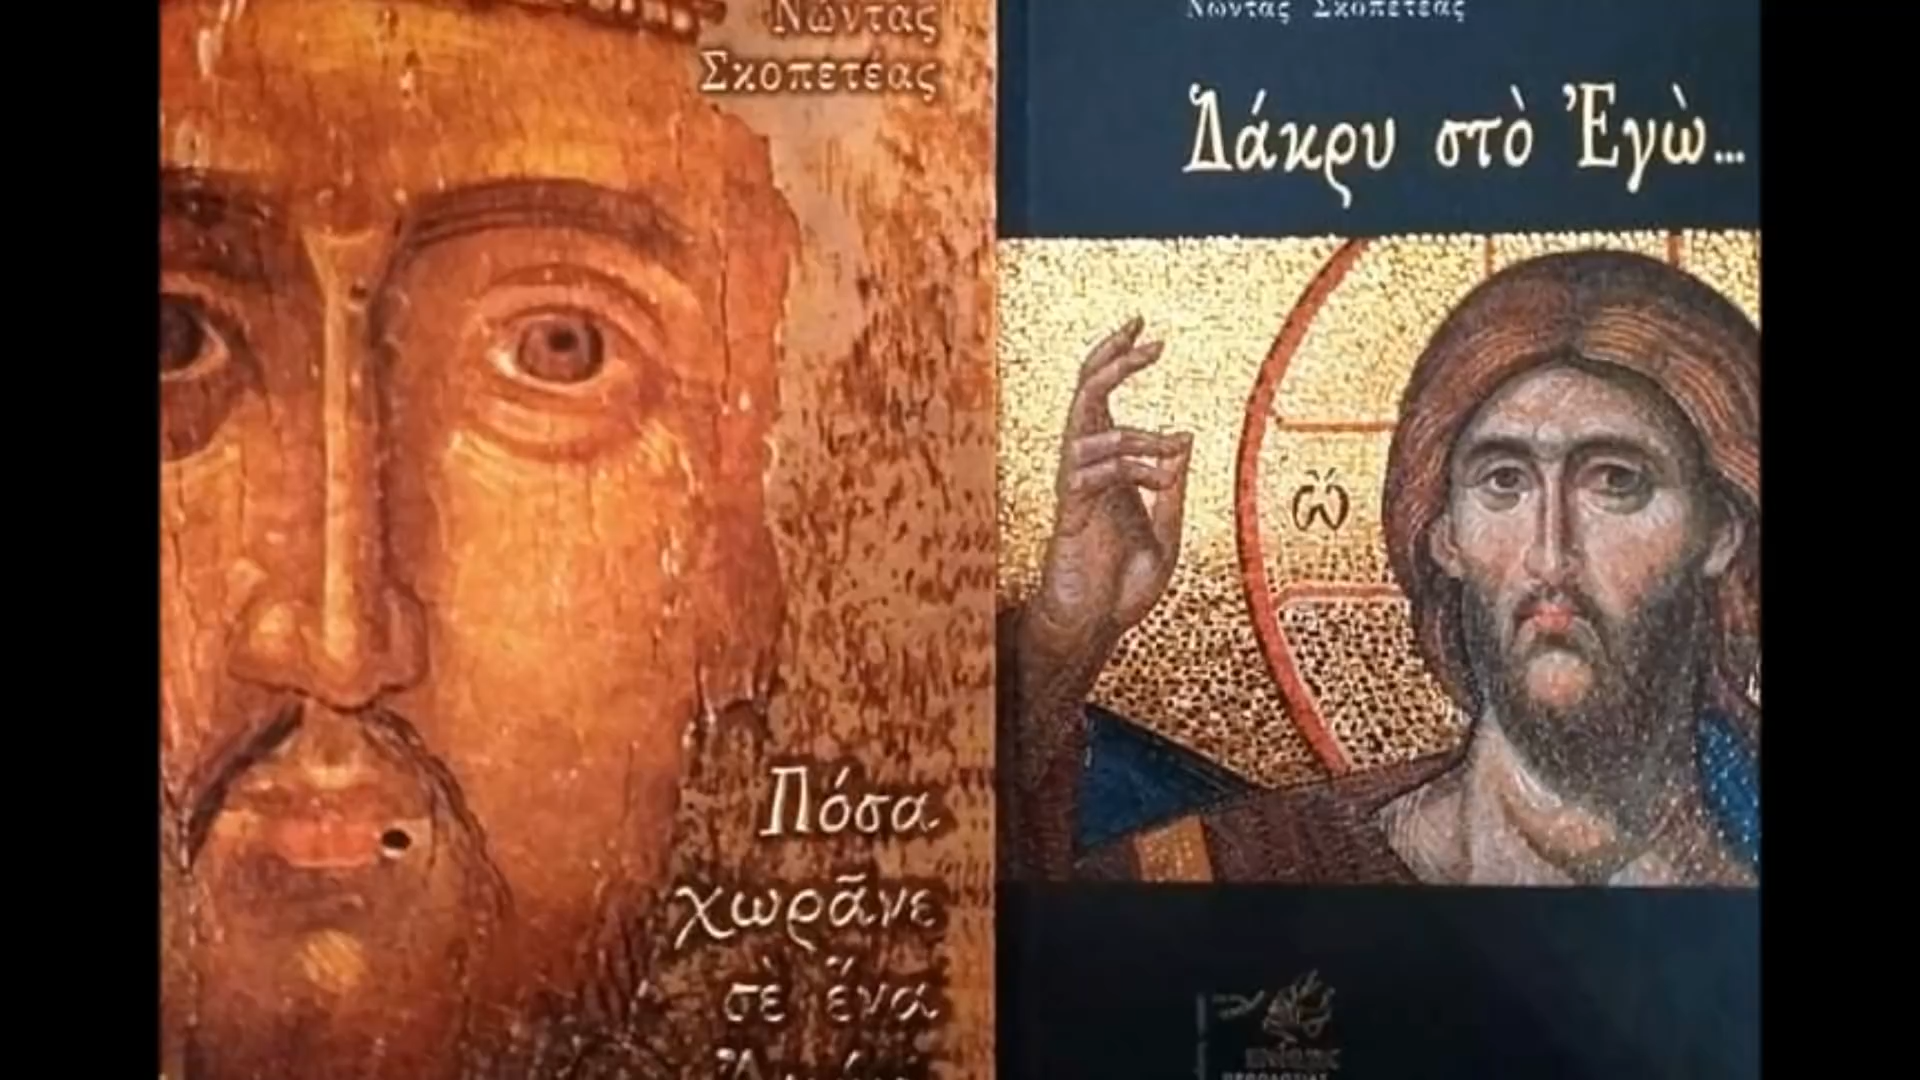 Νώντας
Σκοπετέας
Πόσα
χωρᾶνε
σὲ ἕνα
Νώντας Σκοπετέας
Δάκρυ στὸ Ἐγὼ...
ὤ